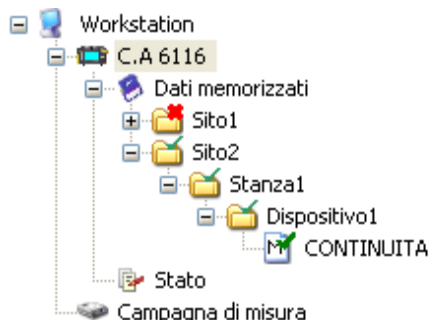 Workstation
C.A 6116
Dati memorizzati
Sito1
Sito2
Stanza1
Dispositivo1
CONTINUITA
Stato
Campagna di misura